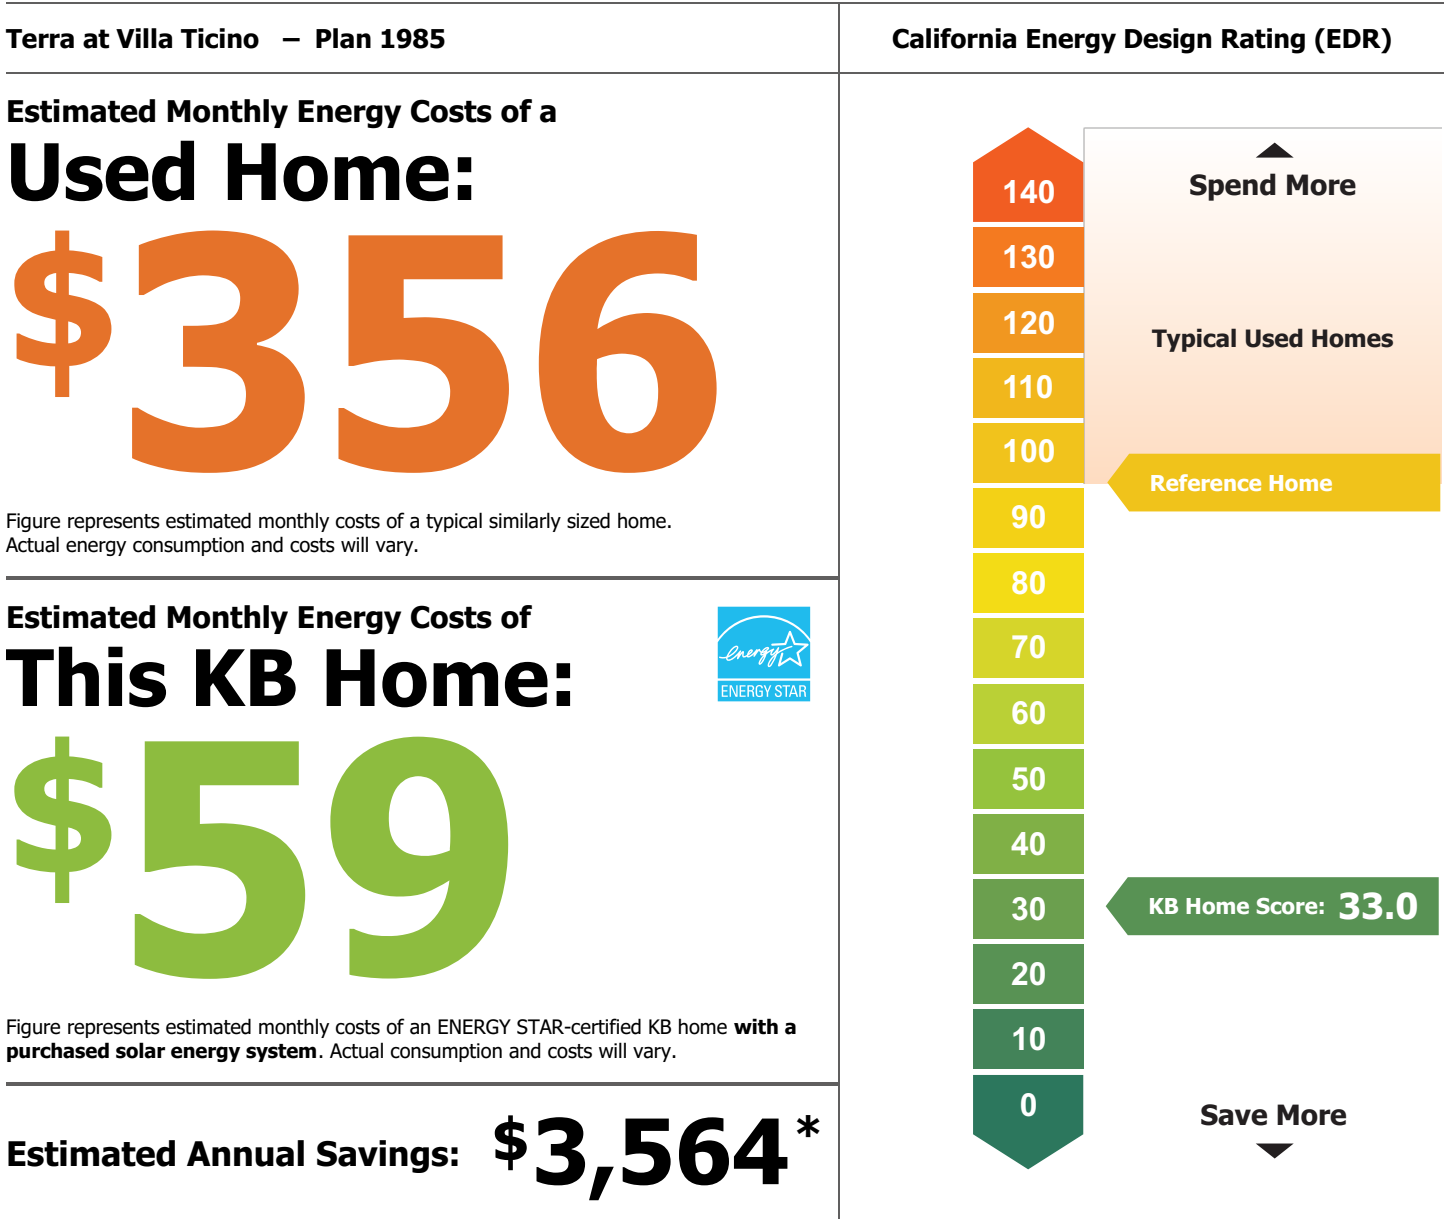 Terra at Villa Ticino – Plan 1985
Estimated Monthly Energy Costs of a
Used Home:
$356
Figure represents estimated monthly costs of a typical similarly sized home.
Actual energy consumption and costs will vary.
Estimated Monthly Energy Costs of
This KB Home:
energy
ENERGY STAR
$59
Figure represents estimated monthly costs of an ENERGY STAR-certified KB home with a
purchased solar energy system. Actual consumption and costs will vary.
Estimated Annual Savings: $3,564*
California Energy Design Rating (EDR)
Spend More
140
130
120
Typical Used Homes
110
100
Reference Home
90
80
70
60
50
40
30
KB Home Score: 33.0
20
10
0
Save More